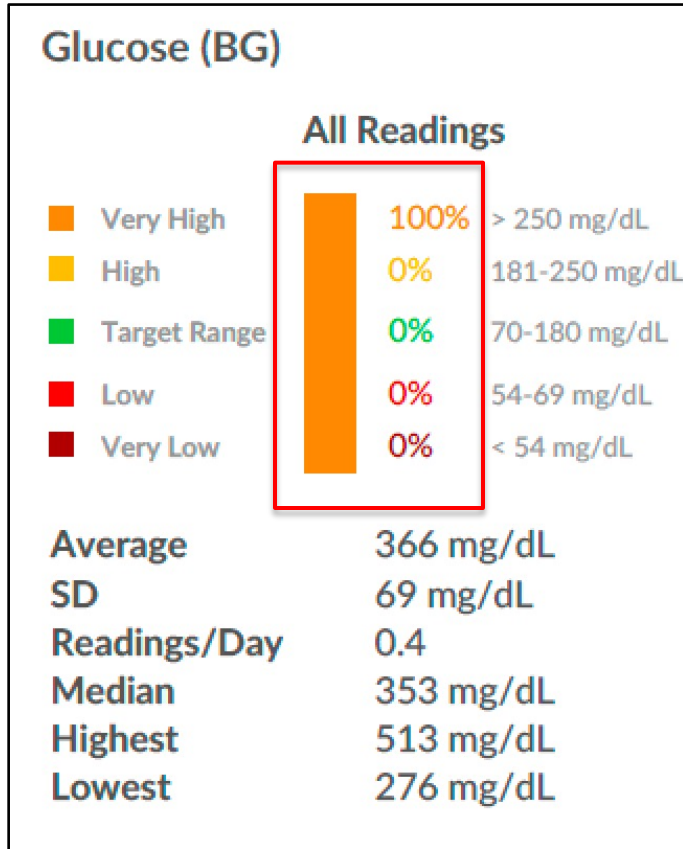 Glucose (BG)
All Readings
Very High 100% > 250 mg/dL
High 0% 181-250 mg/dL
Target Range 0% 70-180 mg/dL
Low 0% 54-69 mg/dL
Very Low 0% < 54 mg/dL
Average 366 mg/dL
SD 69 mg/dL
Readings/Day 0.4
Median 353 mg/dL
Highest 513 mg/dL
Lowest 276 mg/dL